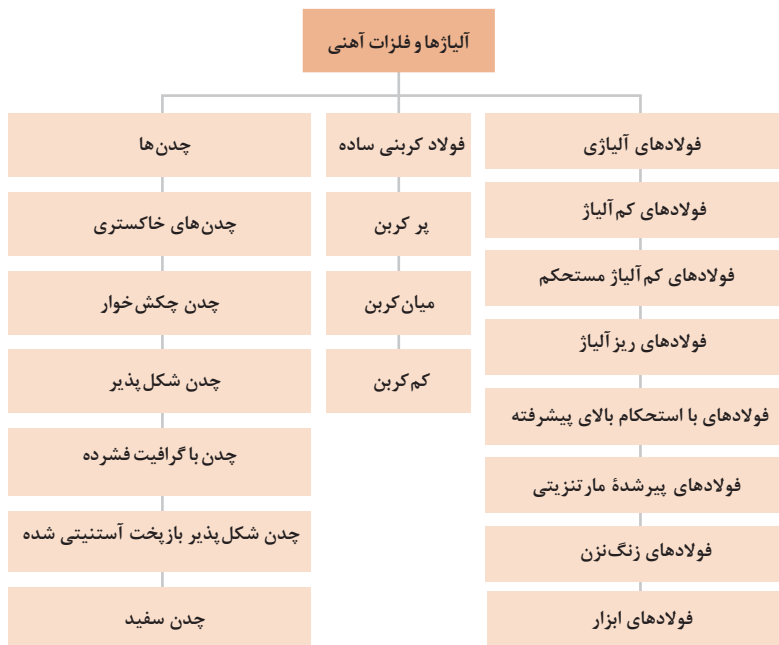 آلیاژها و فلزات آهنی
فولادهای آلیاژی
فولادهای کم‌آلیاژ
فولادهای کم‌آلیاژ مستحکم
فولادهای ریزآلیاژ
فولادهای با استحکام بالای پیشرفته
فولادهای پیرشدهٔ مارتنزیتی
فولادهای زنگ‌نزن
فولادهای ابزار
فولاد کربنی ساده
پر کربن
میان‌کربن
کم‌کربن
چدن‌ها
چدن‌های خاکستری
چدن چکش‌خوار
چدن شکل‌پذیر
چدن با گرافیت فشرده
چدن شکل‌پذیر بازپخت آستنیتی شده
چدن سفید